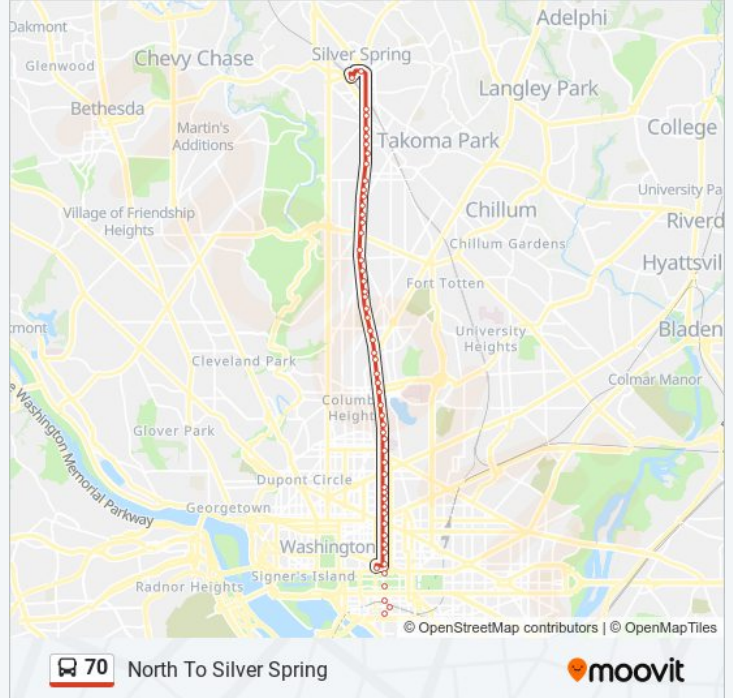 Oakmont
Adelphi
Chevy Chase
Silver Spring
Glenwood
Langley Park
Bethesda
Martin's
Additions
College
Takoma Park
University Pa
Village of Friendship
Heights
Chillum
Riverd
Chillum Gardens
Hyattsvil
Fort Totten
tmont
University
Heights
Bladen
Cleveland Park
Colmar Manor
Columb
Height
e Washington Memorial Parkway
Glover Park
Dupont Circle
Georgetown
Washington
Signer's Island
Radnor Heights
© OpenStreetMap contributors | © OpenMapTiles
70 North To Silver Spring
moovit